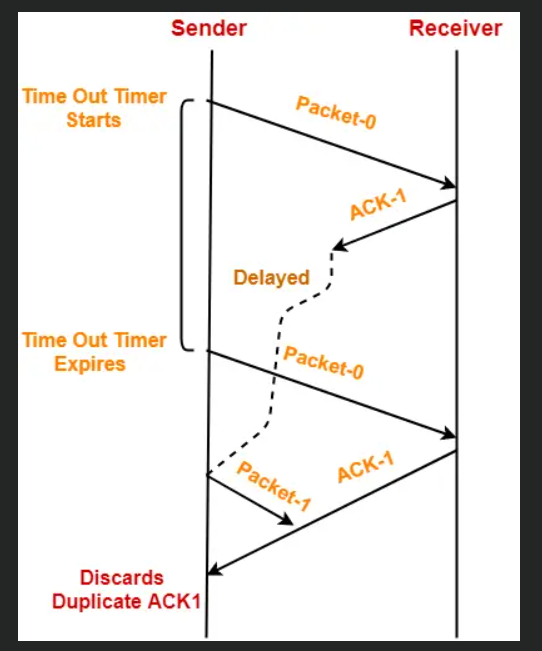 Sender
Receiver
Time Out Timer
Starts
Packet-0
ACK-1
Delayed
Time Out Timer
Expires
Packet-0
ACK-1
Packet-1
Discards
Duplicate ACK1